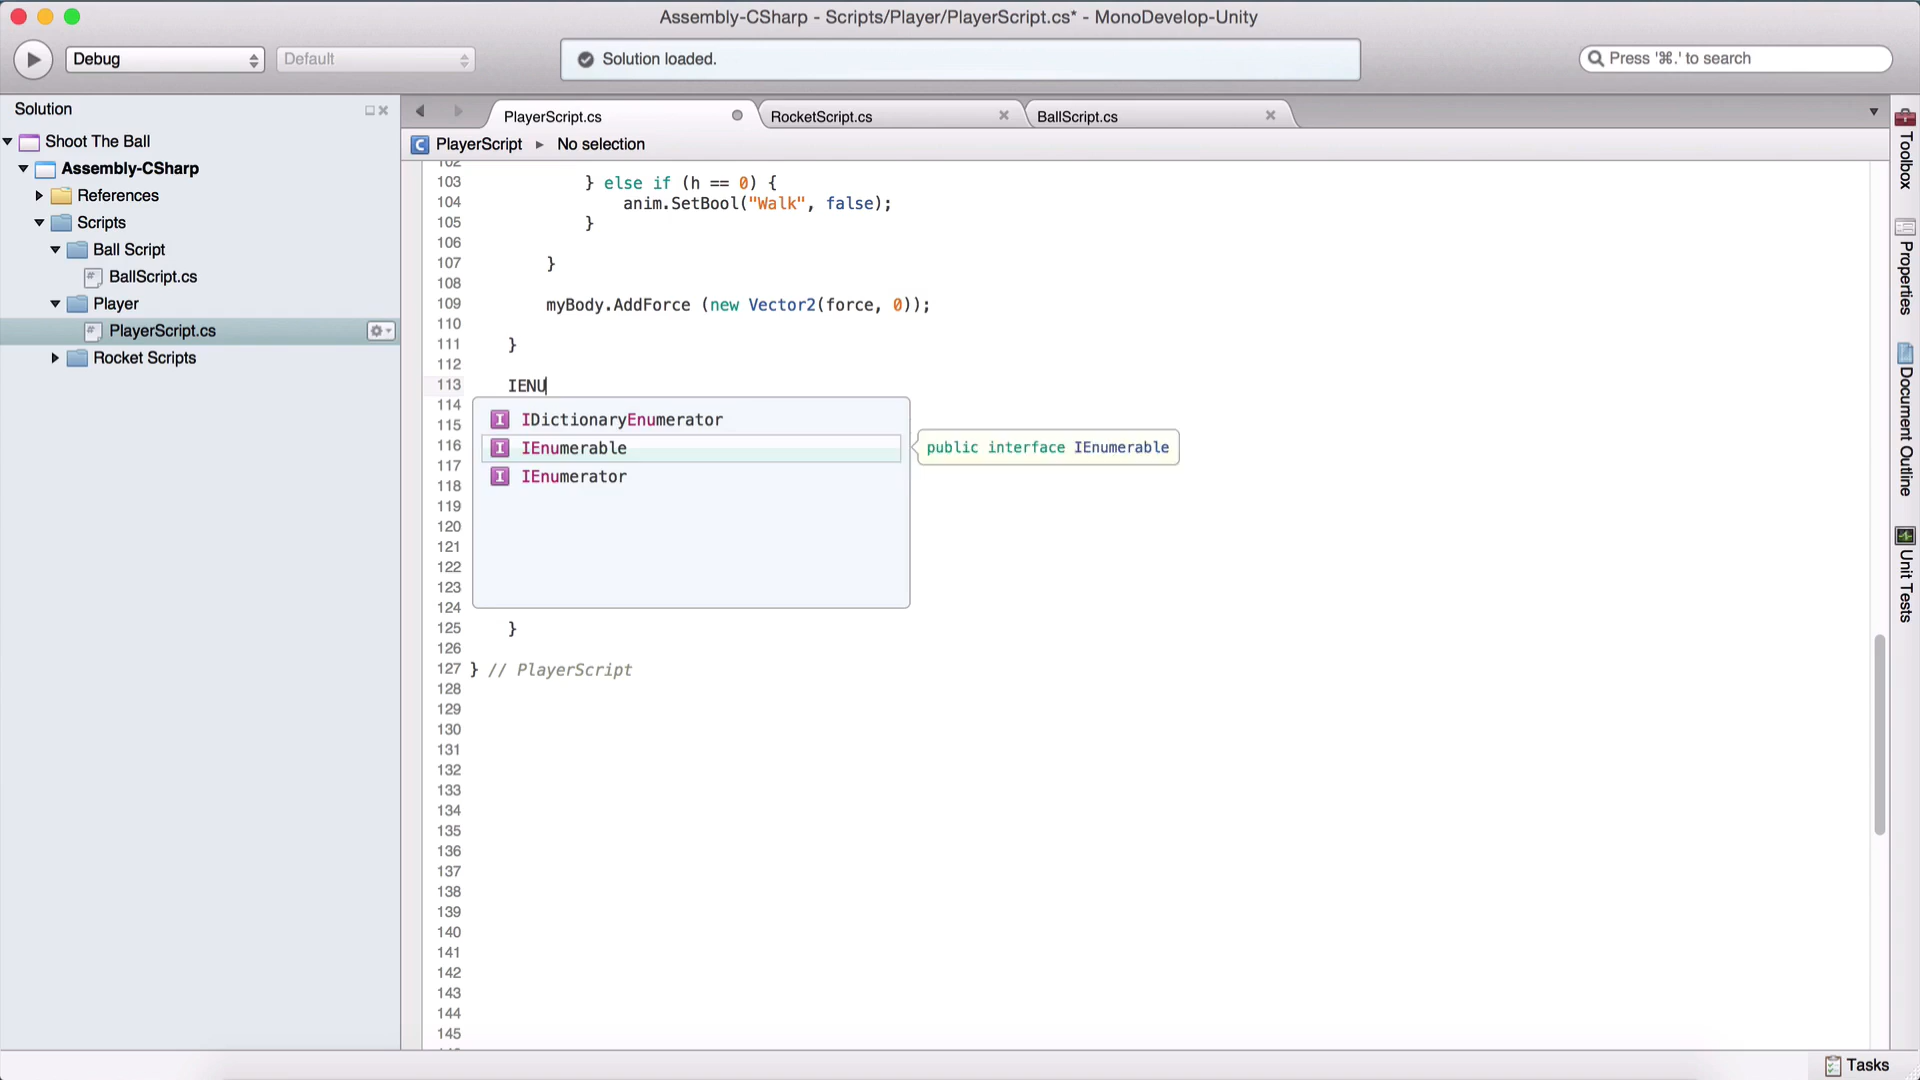 Assembly-CSharp - Scripts/Player/PlayerScript.cs* - MonoDevelop-Unity
Debug
Default
Solution loaded.
Press '⌘.' to search
Solution
Shoot The Ball
Assembly-CSharp
References
Scripts
Ball Script
BallScript.cs
Player
PlayerScript.cs
Rocket Scripts
PlayerScript.cs
RocketScript.cs
BallScript.cs
C PlayerScript ▸ No selection
102
103 } else if (h == 0) {
104 anim.SetBool("Walk", false);
105 }
106
107 }
108
109 myBody.AddForce (new Vector2(force, 0));
110
111 }
112
113 IENU
114
115
116
117
118
119
120
121
122
123
124
125 }
126
127 } // PlayerScript
128
129
130
131
132
133
134
135
136
137
138
139
140
141
142
143
144
145
I IDictionaryEnumerator
I IEnumerable
I IEnumerator
public interface IEnumerable
Toolbox
Properties
Document Outline
Unit Tests
Tasks